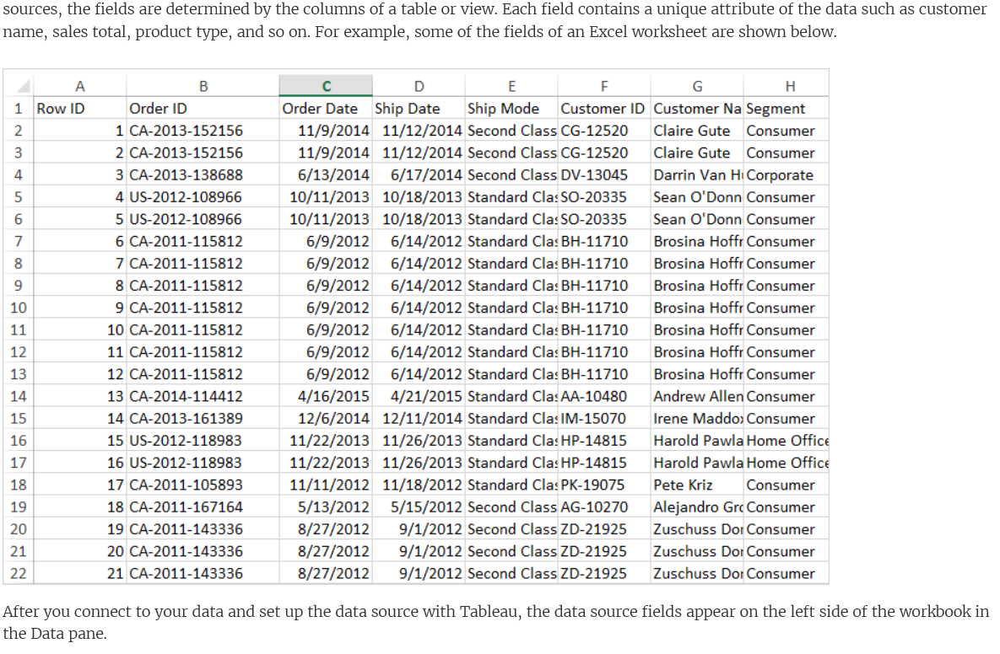 sources, the fields are determined by the columns of a table or view. Each field contains a unique attribute of the data such as customer
name, sales total, product type, and so on. For example, some of the fields of an Excel worksheet are shown below.
A B C D E F G H
1 Row ID Order ID Order Date Ship Date Ship Mode Customer ID Customer Na Segment
2 1 CA-2013-152156 11/9/2014 11/12/2014 Second Class CG-12520 Claire Gute Consumer
3 2 CA-2013-152156 11/9/2014 11/12/2014 Second Class CG-12520 Claire Gute Consumer
4 3 CA-2013-138688 6/13/2014 6/17/2014 Second Class DV-13045 Darrin Van H Corporate
5 4 US-2012-108966 10/11/2013 10/18/2013 Standard Clas SO-20335 Sean O'Donn Consumer
6 5 US-2012-108966 10/11/2013 10/18/2013 Standard Clas SO-20335 Sean O'Donn Consumer
7 6 CA-2011-115812 6/9/2012 6/14/2012 Standard Clas BH-11710 Brosina Hoffr Consumer
8 7 CA-2011-115812 6/9/2012 6/14/2012 Standard Clas BH-11710 Brosina Hoffr Consumer
9 8 CA-2011-115812 6/9/2012 6/14/2012 Standard Clas BH-11710 Brosina Hoffr Consumer
10 9 CA-2011-115812 6/9/2012 6/14/2012 Standard Clas BH-11710 Brosina Hoffr Consumer
11 10 CA-2011-115812 6/9/2012 6/14/2012 Standard Clas BH-11710 Brosina Hoffr Consumer
12 11 CA-2011-115812 6/9/2012 6/14/2012 Standard Clas BH-11710 Brosina Hoffr Consumer
13 12 CA-2011-115812 6/9/2012 6/14/2012 Standard Clas BH-11710 Brosina Hoffr Consumer
14 13 CA-2014-114412 4/16/2015 4/21/2015 Standard Clas AA-10480 Andrew Allen Consumer
15 14 CA-2013-161389 12/6/2014 12/11/2014 Standard Clas IM-15070 Irene Maddox Consumer
16 15 US-2012-118983 11/22/2013 11/26/2013 Standard Clas HP-14815 Harold Pawla Home Office
17 16 US-2012-118983 11/22/2013 11/26/2013 Standard Clas HP-14815 Harold Pawla Home Office
18 17 CA-2011-105893 11/11/2012 11/18/2012 Standard Clas PK-19075 Pete Kriz Consumer
19 18 CA-2011-167164 5/13/2012 5/15/2012 Second Class AG-10270 Alejandro Gro Consumer
20 19 CA-2011-143336 8/27/2012 9/1/2012 Second Class ZD-21925 Zuschuss Don Consumer
21 20 CA-2011-143336 8/27/2012 9/1/2012 Second Class ZD-21925 Zuschuss Don Consumer
22 21 CA-2011-143336 8/27/2012 9/1/2012 Second Class ZD-21925 Zuschuss Don Consumer
After you connect to your data and set up the data source with Tableau, the data source fields appear on the left side of the workbook in
the Data pane.